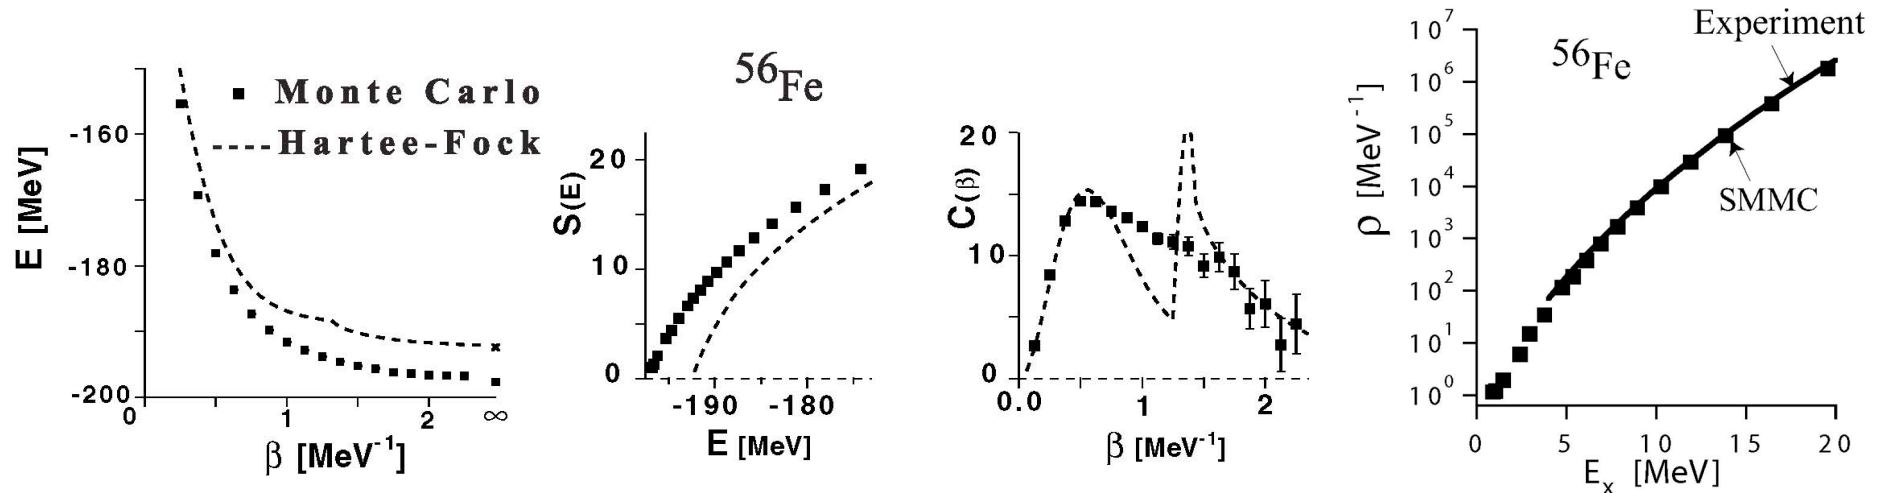 -160
-180
-200
0
1
2
∞
E [MeV]
β [MeV⁻¹]
Monte Carlo
Hartee-Fock
⁵⁶Fe
20
10
0
S(E)
-190
-180
E [MeV]
20
10
0
C(β)
0.0
1
2
β [MeV⁻¹]
10⁷
10⁶
10⁵
10⁴
10³
10²
10¹
10⁰
ρ [MeV⁻¹]
⁵⁶Fe
Experiment
SMMC
0
5
10
15
20
Eₓ [MeV]